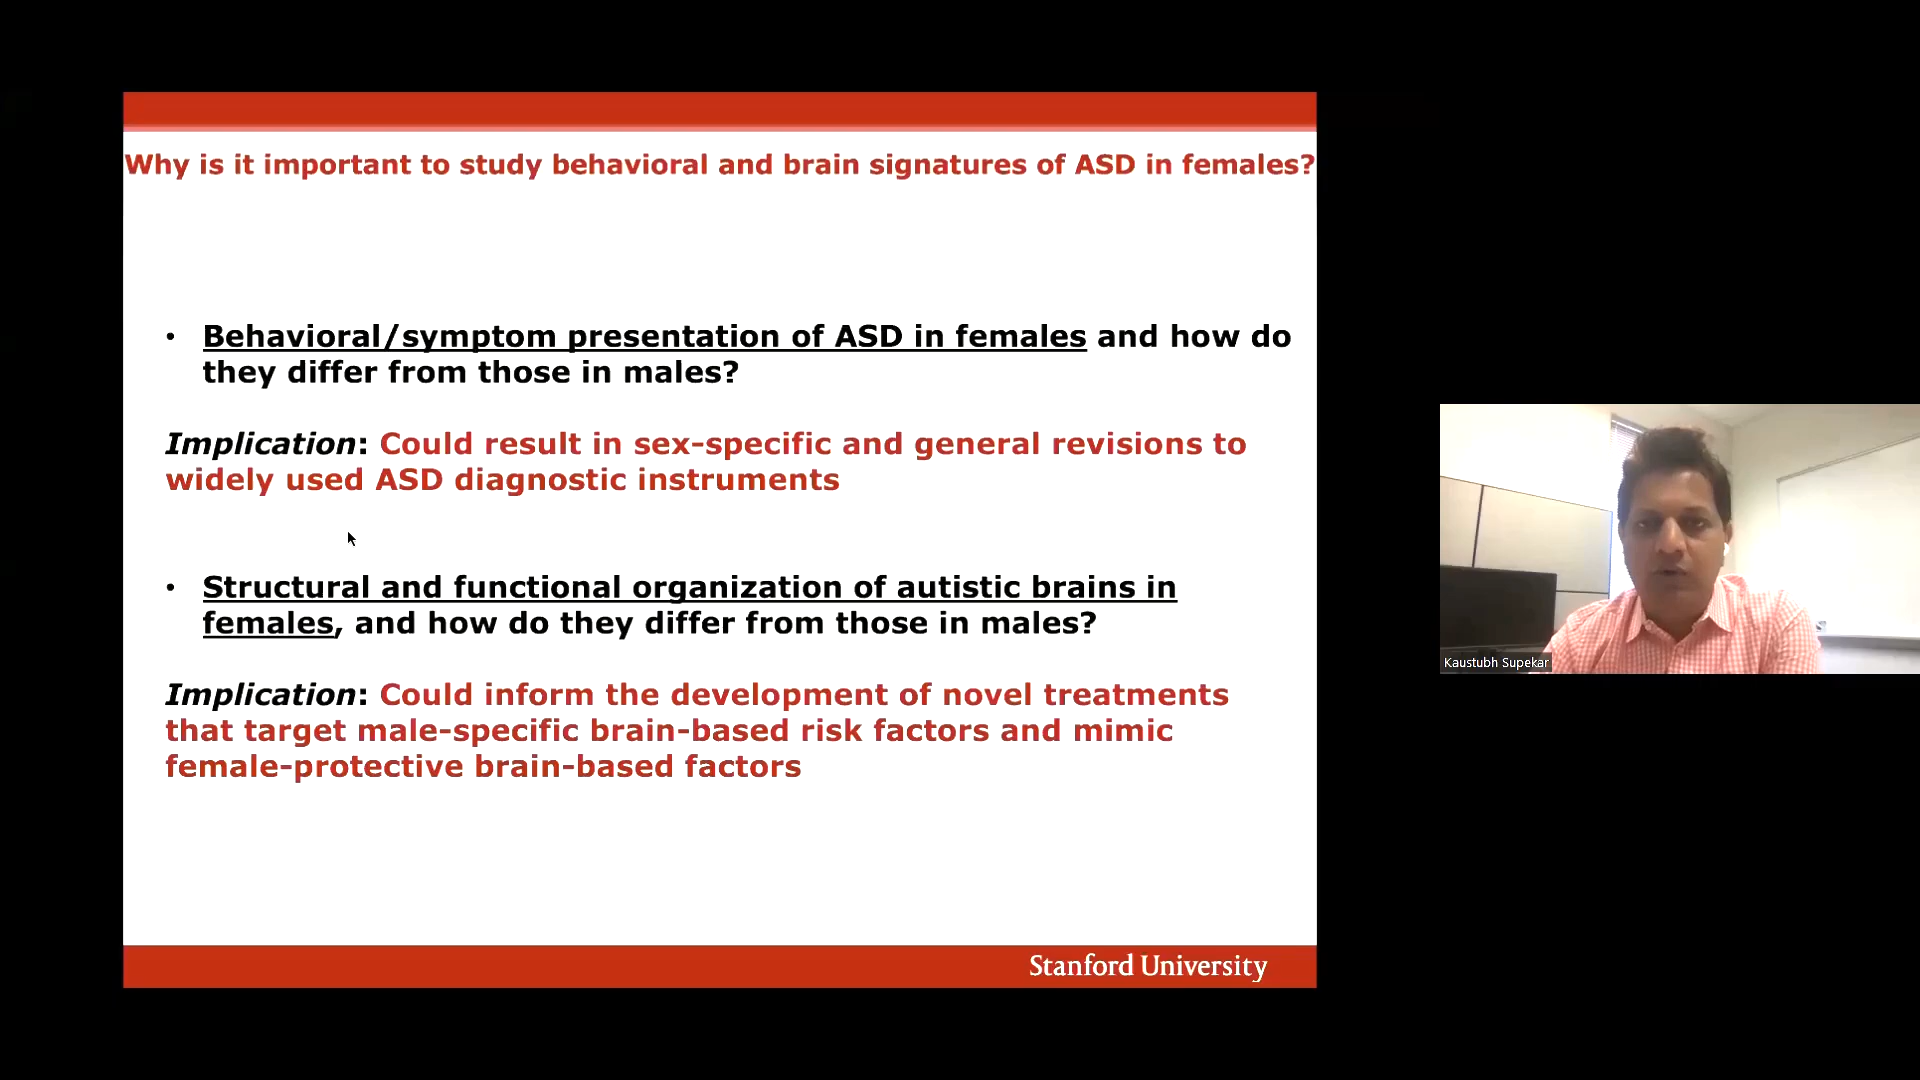 Why is it important to study behavioral and brain signatures of ASD in females?
• Behavioral/symptom presentation of ASD in females and how do
they differ from those in males?
Implication: Could result in sex-specific and general revisions to
widely used ASD diagnostic instruments
• Structural and functional organization of autistic brains in
females, and how do they differ from those in males?
Implication: Could inform the development of novel treatments
that target male-specific brain-based risk factors and mimic
female-protective brain-based factors
Stanford University
Kaustubh Supekar